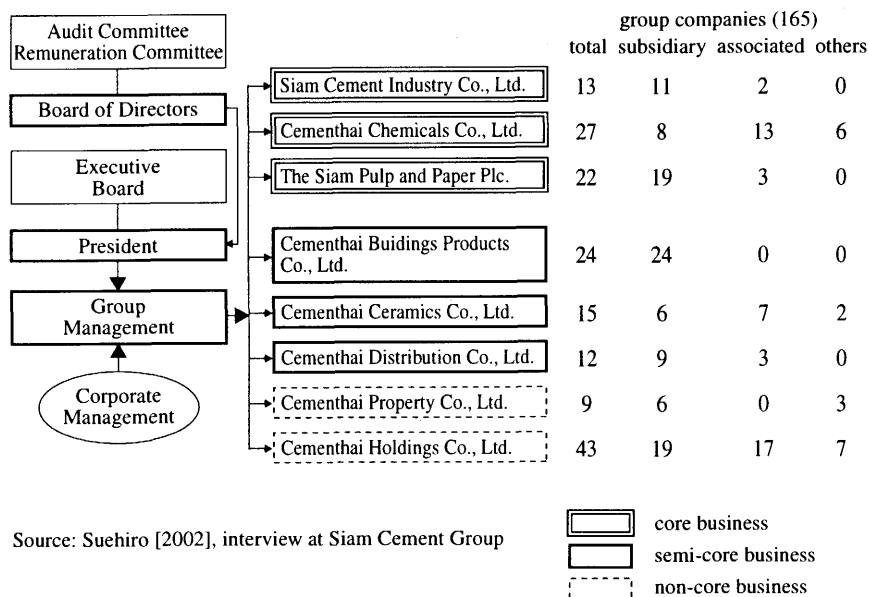 Audit Committee
Remuneration Committee
Board of Directors
Executive
Board
President
Group
Management
Corporate
Management
group companies (165)
total subsidiary associated others
Siam Cement Industry Co., Ltd. 13 11 2 0
Cementhai Chemicals Co., Ltd. 27 8 13 6
The Siam Pulp and Paper Plc. 22 19 3 0
Cementhai Buidings Products
Co., Ltd. 24 24 0 0
Cementhai Ceramics Co., Ltd. 15 6 7 2
Cementhai Distribution Co., Ltd. 12 9 3 0
Cementhai Property Co., Ltd. 9 6 0 3
Cementhai Holdings Co., Ltd. 43 19 17 7
Source: Suehiro [2002], interview at Siam Cement Group
core business
semi-core business
non-core business